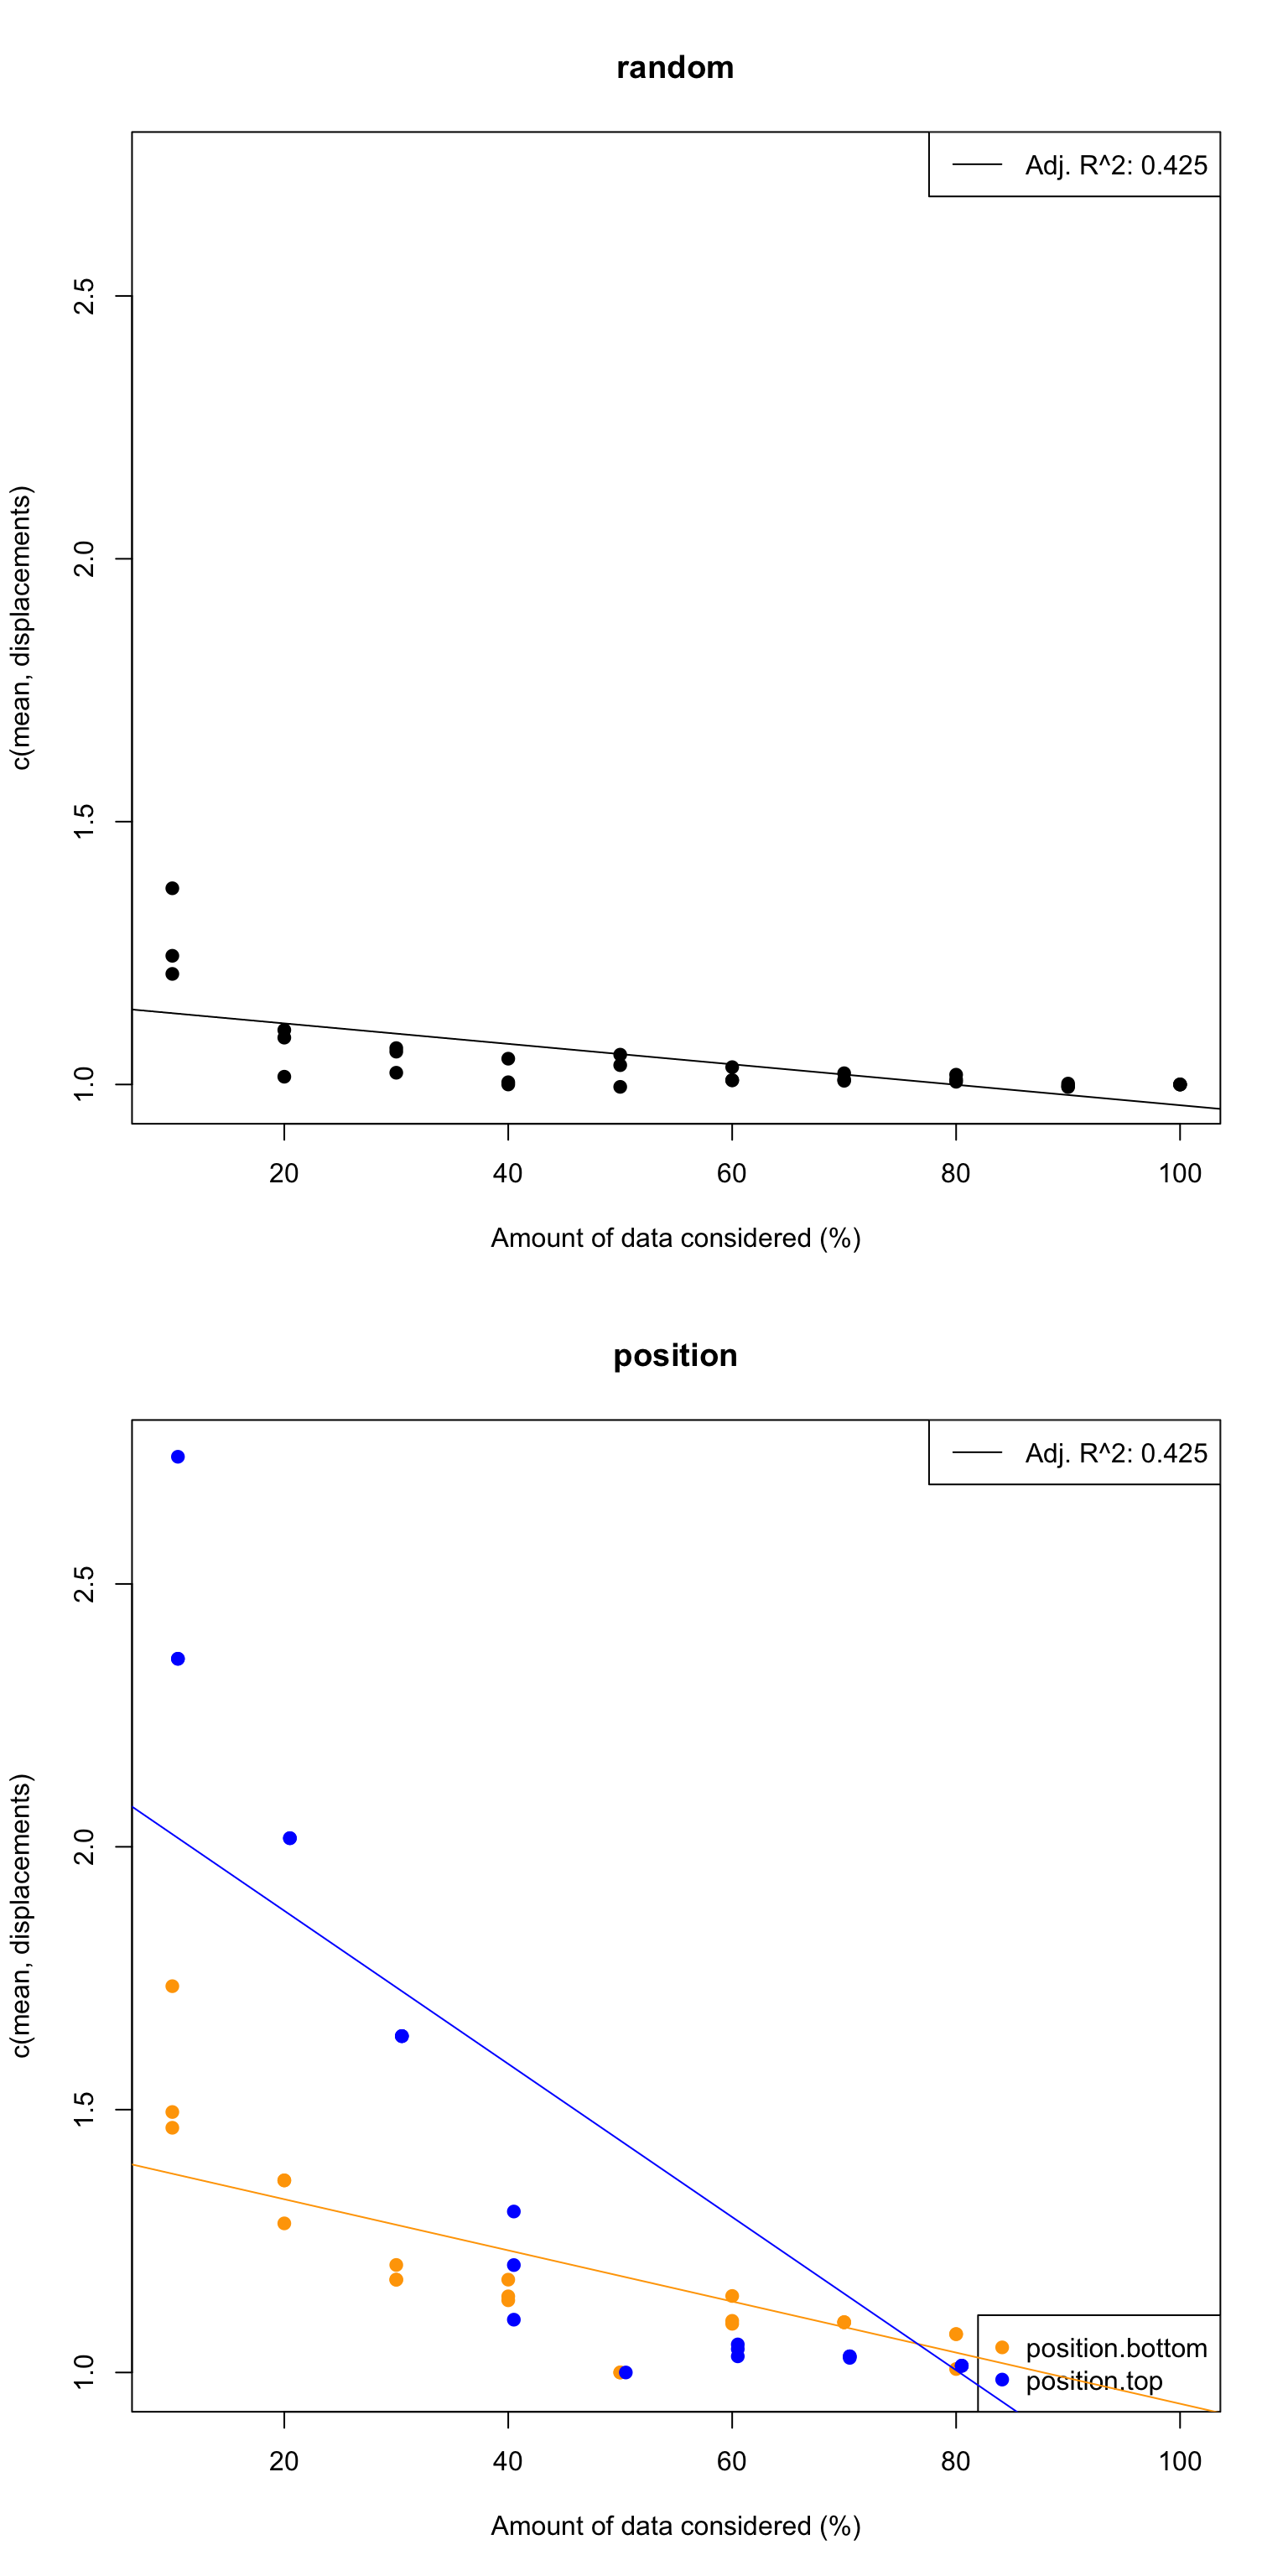 random
Adj. R^2: 0.425
2.5
2.0
1.5
1.0
c(mean, displacements)
20 40 60 80 100
Amount of data considered (%)
position
Adj. R^2: 0.425
2.5
2.0
1.5
1.0
c(mean, displacements)
position.bottom
position.top
20 40 60 80 100
Amount of data considered (%)